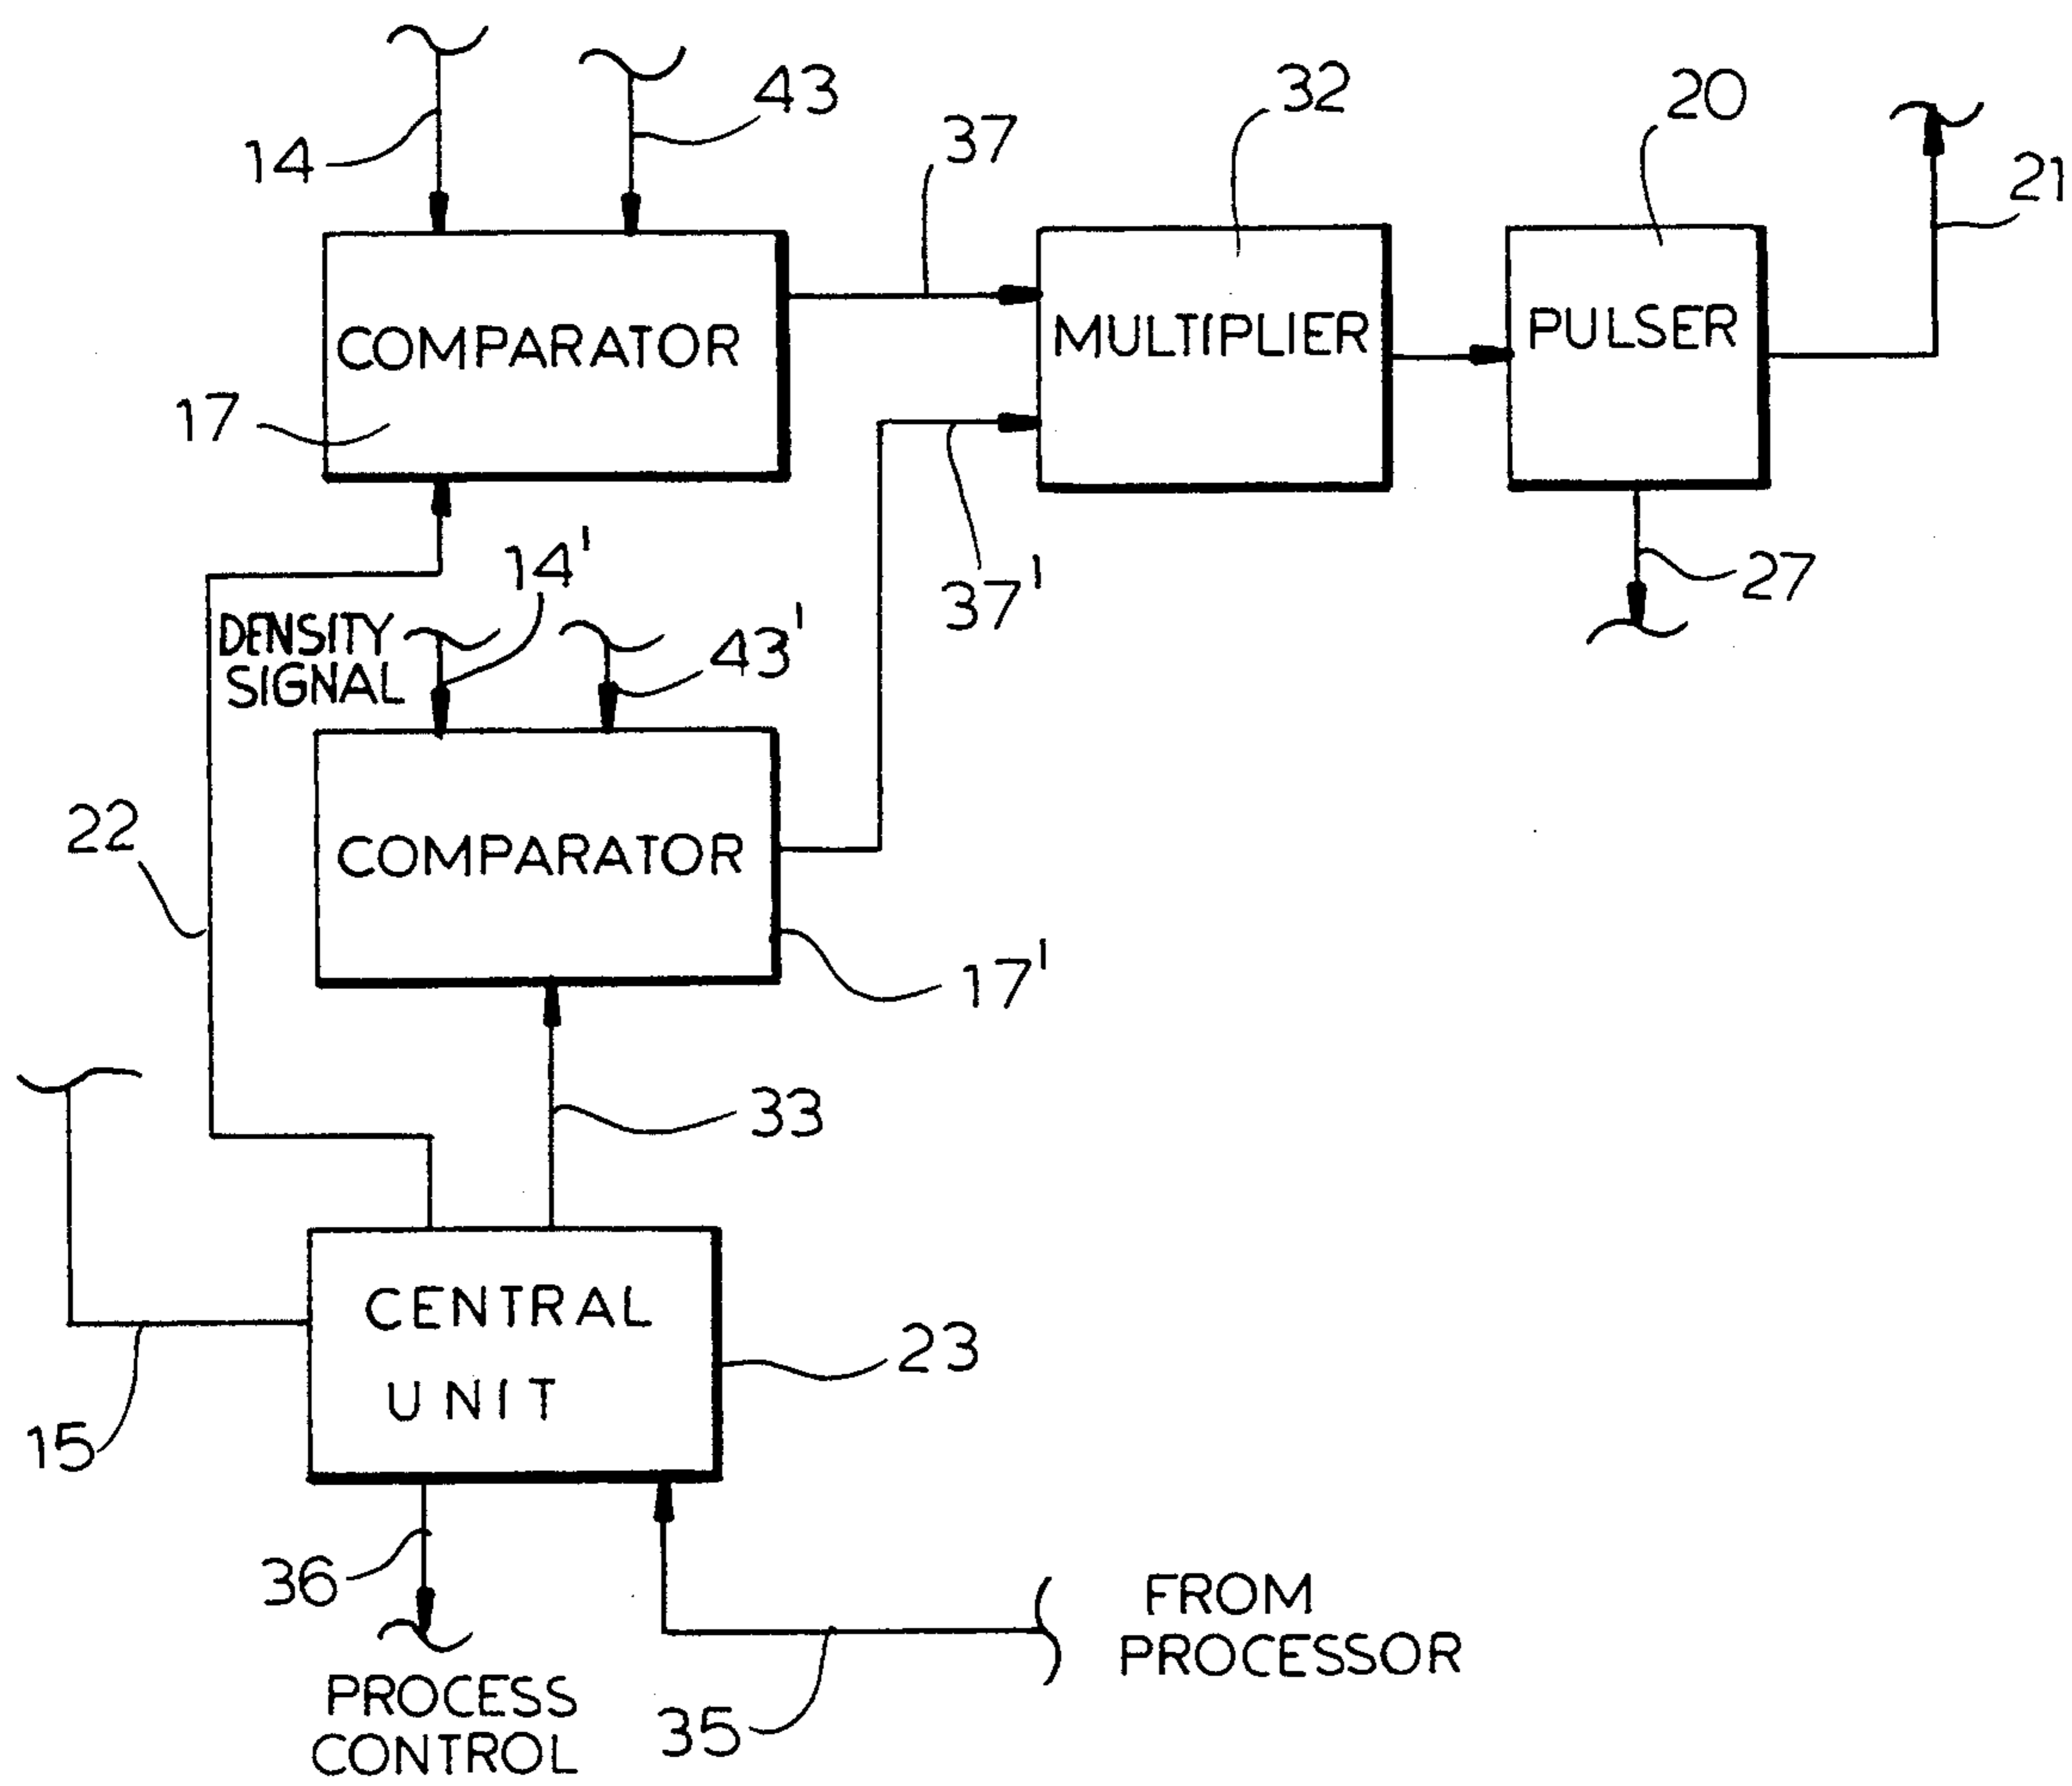 43
32
20
14
37
21
COMPARATOR
MULTIPLIER
PULSER
17
14'
37'
27
DENSITY
SIGNAL
43'
22
COMPARATOR
17'
33
CENTRAL
UNIT
23
15
36
FROM
PROCESSOR
PROCESS
CONTROL
35